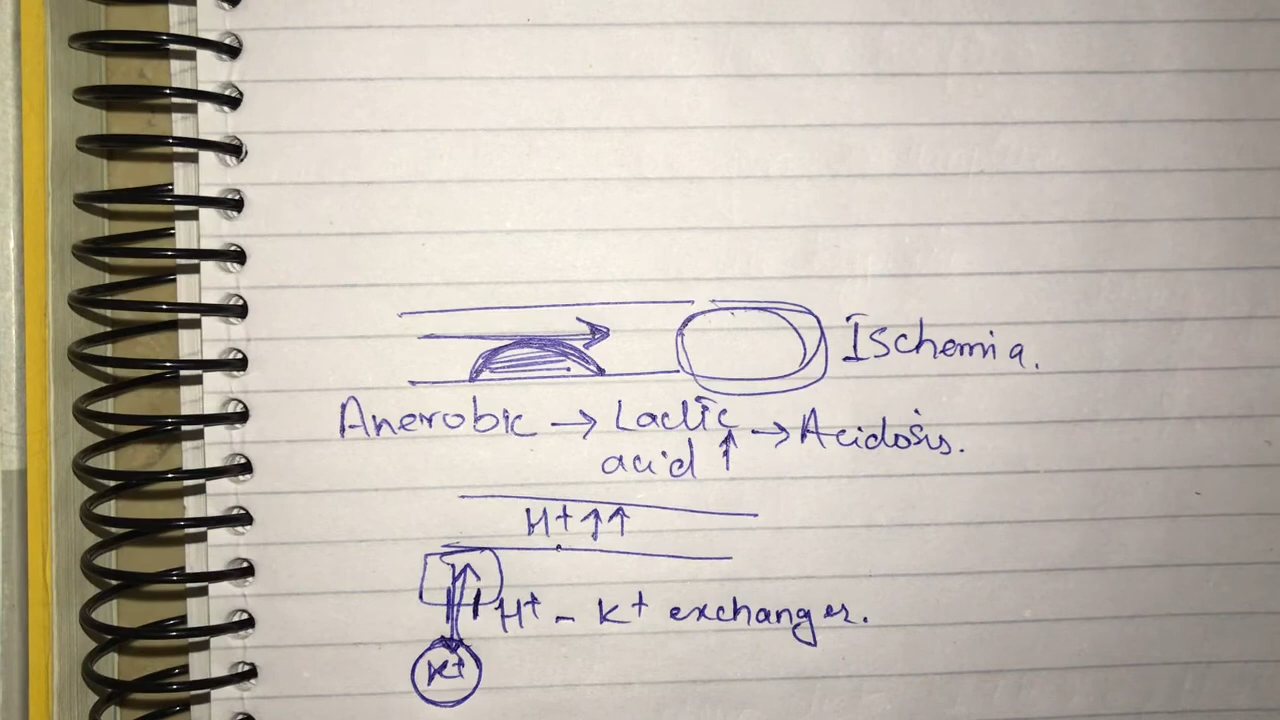 Ischemia.
Anerobic → Lactic → Acidosis.
acid ↑
H+ ↑↑
H+ - K+ exchanger.
K+